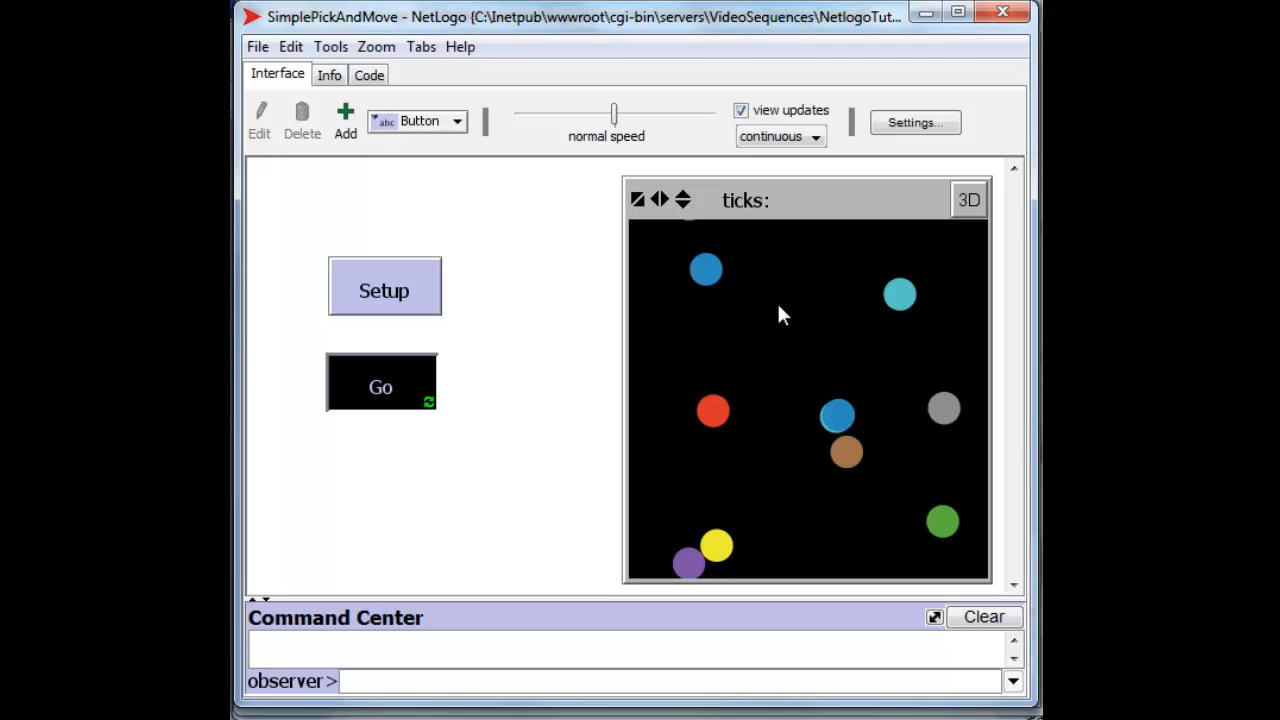 SimplePickAndMove - NetLogo {C:\Inetpub\wwwroot\cgi-bin\servers\VideoSequences\NetlogoTut...
File Edit Tools Zoom Tabs Help
Interface Info Code
Edit Delete Add abc Button normal speed view updates continuous Settings...
ticks: 3D
Setup
Go
Command Center Clear
observer>